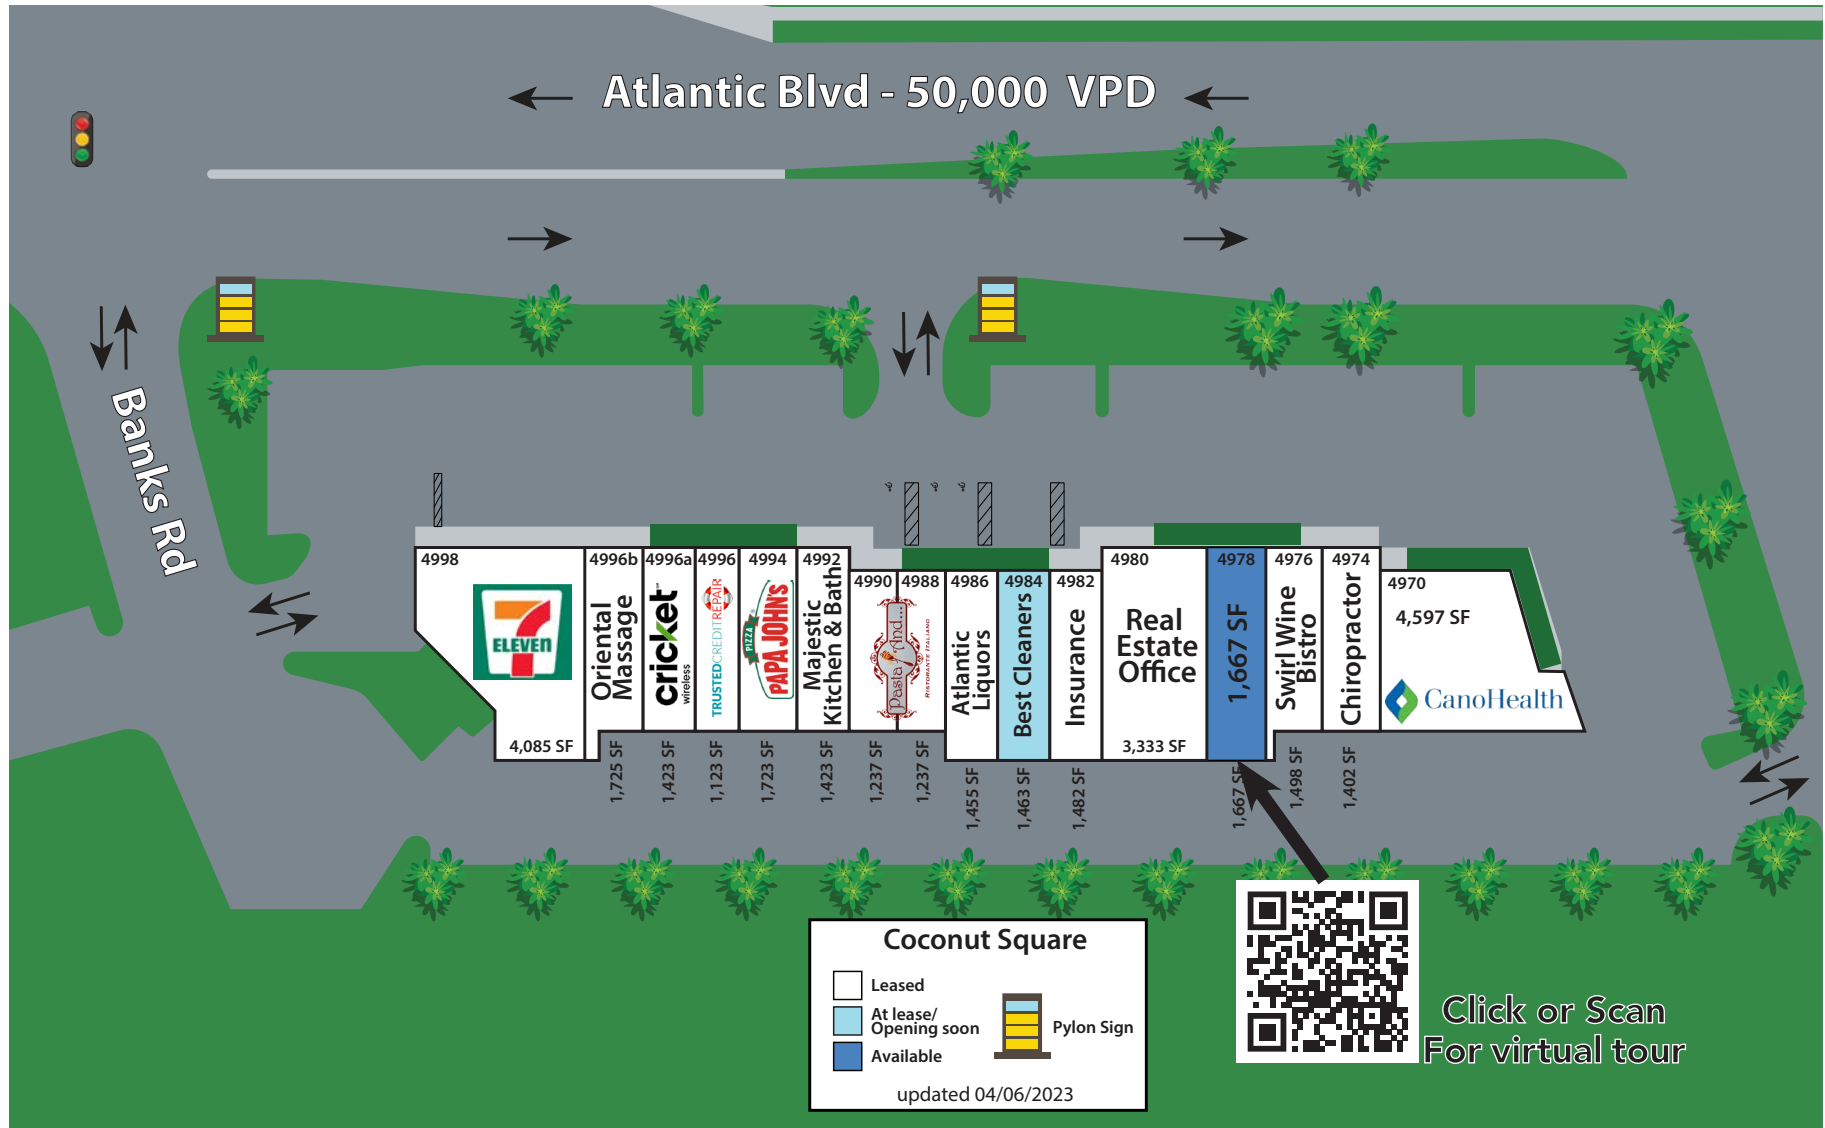 Atlantic Blvd - 50,000 VPD
Banks Rd
4998
ELEVEN
4,085 SF
4996b
Oriental
Massage
1,725 SF
4996a
cricket
wireless
1,423 SF
4996
TRUSTEDCREDITREPAIR
1,123 SF
4994
PIZZA
PAPA JOHN'S
1,723 SF
4992
Majestic
Kitchen & Bath
1,423 SF
4990
1,237 SF
4988
Pasta And...
RISTORANTE ITALIANO
1,237 SF
4986
Atlantic
Liquors
1,455 SF
4984
Best Cleaners
1,463 SF
4982
Insurance
1,482 SF
4980
Real
Estate
Office
3,333 SF
4978
1,667 SF
1,667 SF
4976
Swirl Wine
Bistro
1,498 SF
4974
Chiropractor
1,402 SF
4970
4,597 SF
CanoHealth
Coconut Square
Leased
At lease/
Opening soon
Available
Pylon Sign
updated 04/06/2023
Click or Scan
For virtual tour